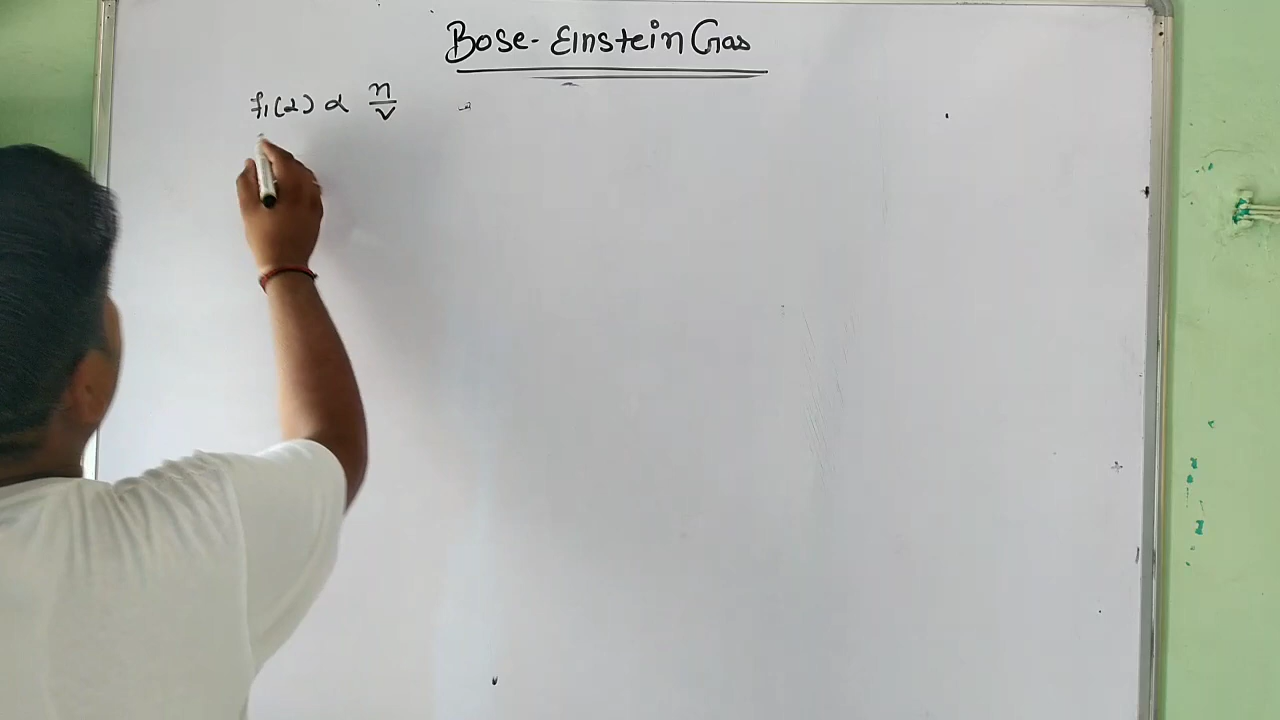 Bose-Einstein Gas
f₁(α) ∝ n/V